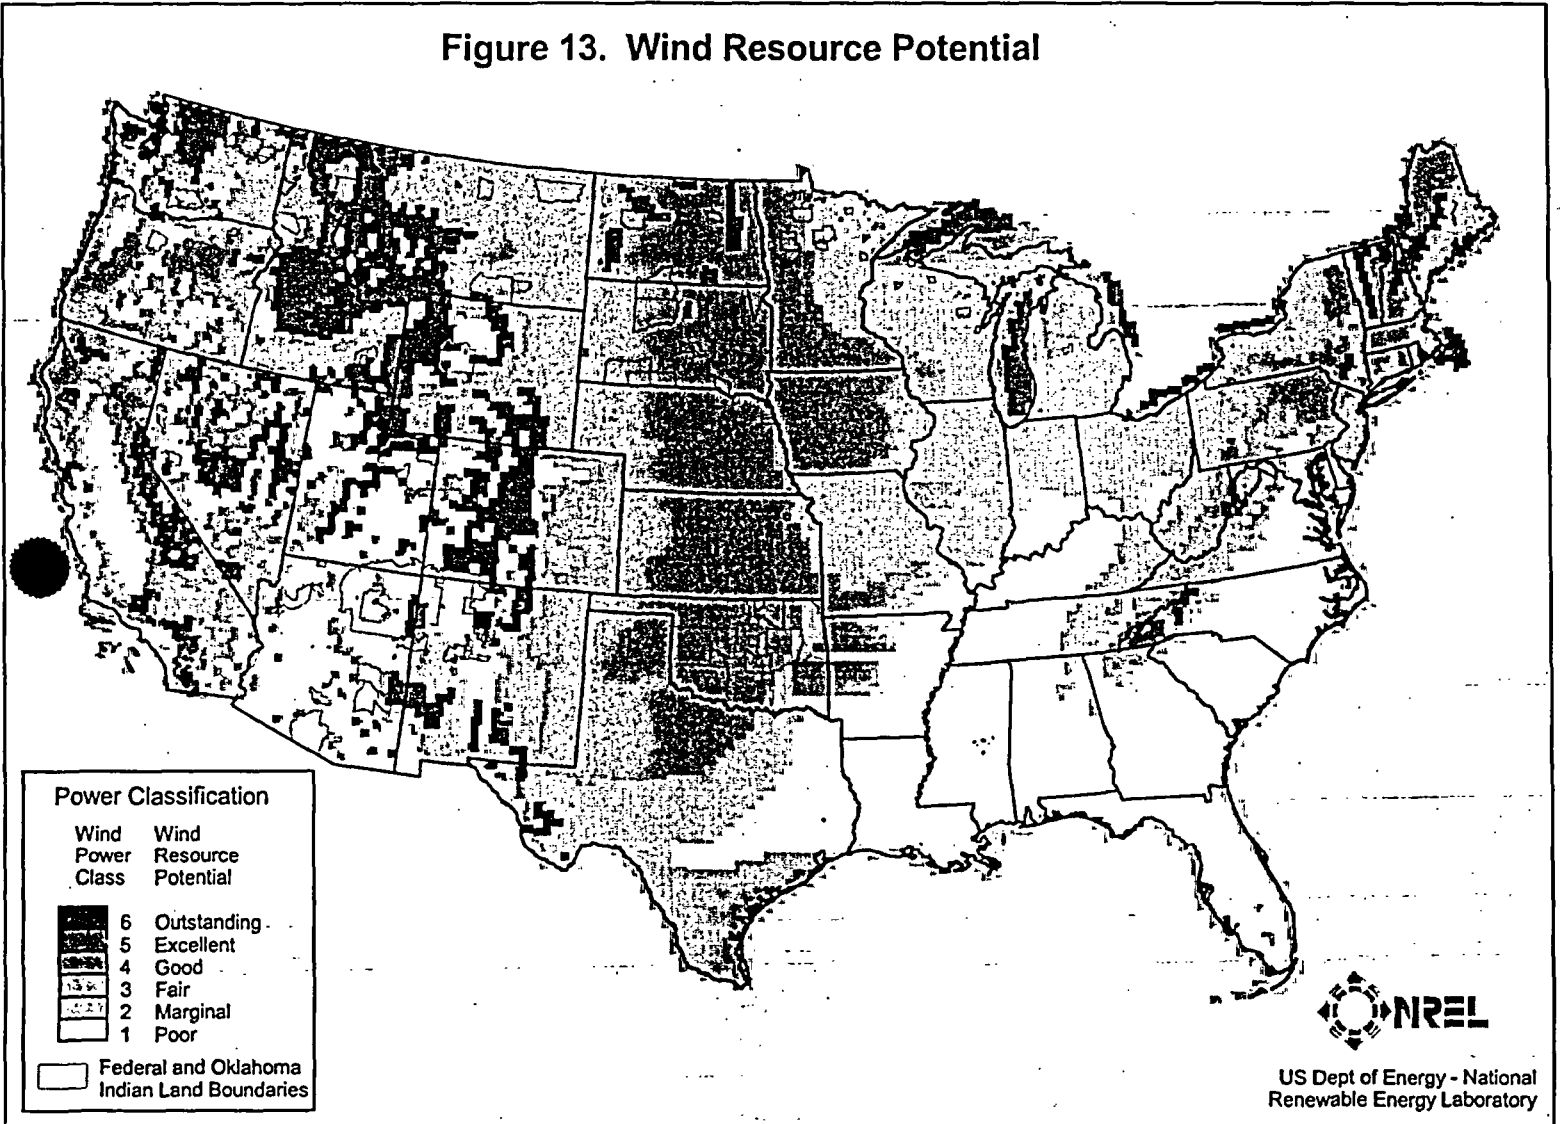 Figure 13. Wind Resource Potential
Power Classification
Wind Wind
Power Resource
Class Potential
6 Outstanding
5 Excellent
4 Good
3 Fair
2 Marginal
1 Poor
Federal and Oklahoma
Indian Land Boundaries
NREL
US Dept of Energy - National
Renewable Energy Laboratory